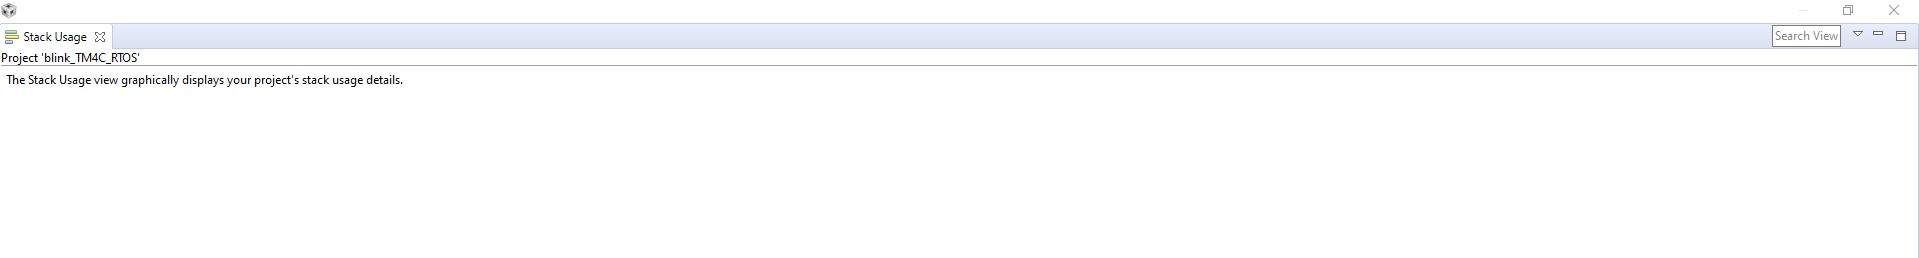 Stack Usage
Search View
Project 'blink_TM4C_RTOS'
The Stack Usage view graphically displays your project's stack usage details.